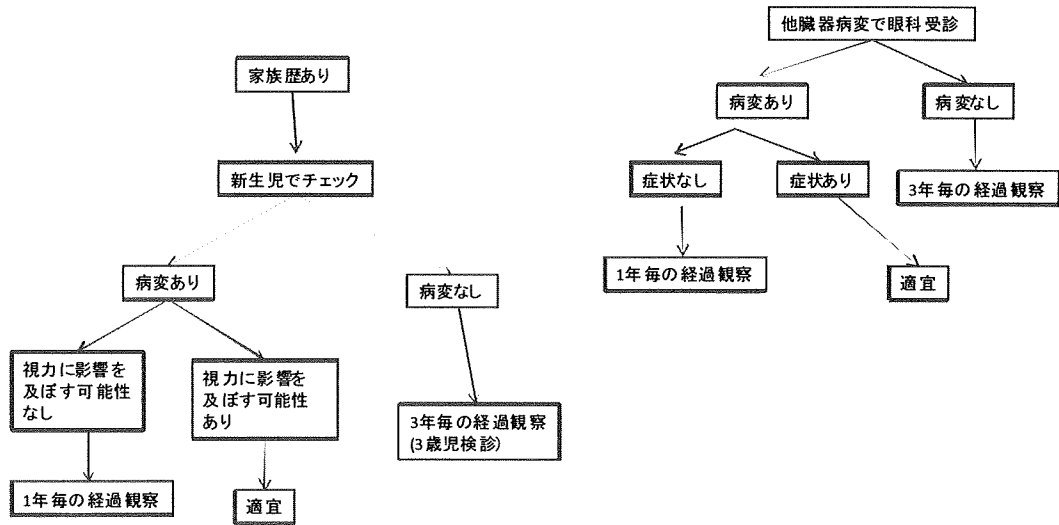 家族歴あり
新生児でチェック
病変あり
病変なし
視力に影響を
及ぼす可能性
なし
視力に影響を
及ぼす可能性
あり
3年毎の経過観察
(3歳児検診)
1年毎の経過観察
適宜
他臓器病変で眼科受診
病変あり
病変なし
症状なし
症状あり
3年毎の経過観察
1年毎の経過観察
適宜